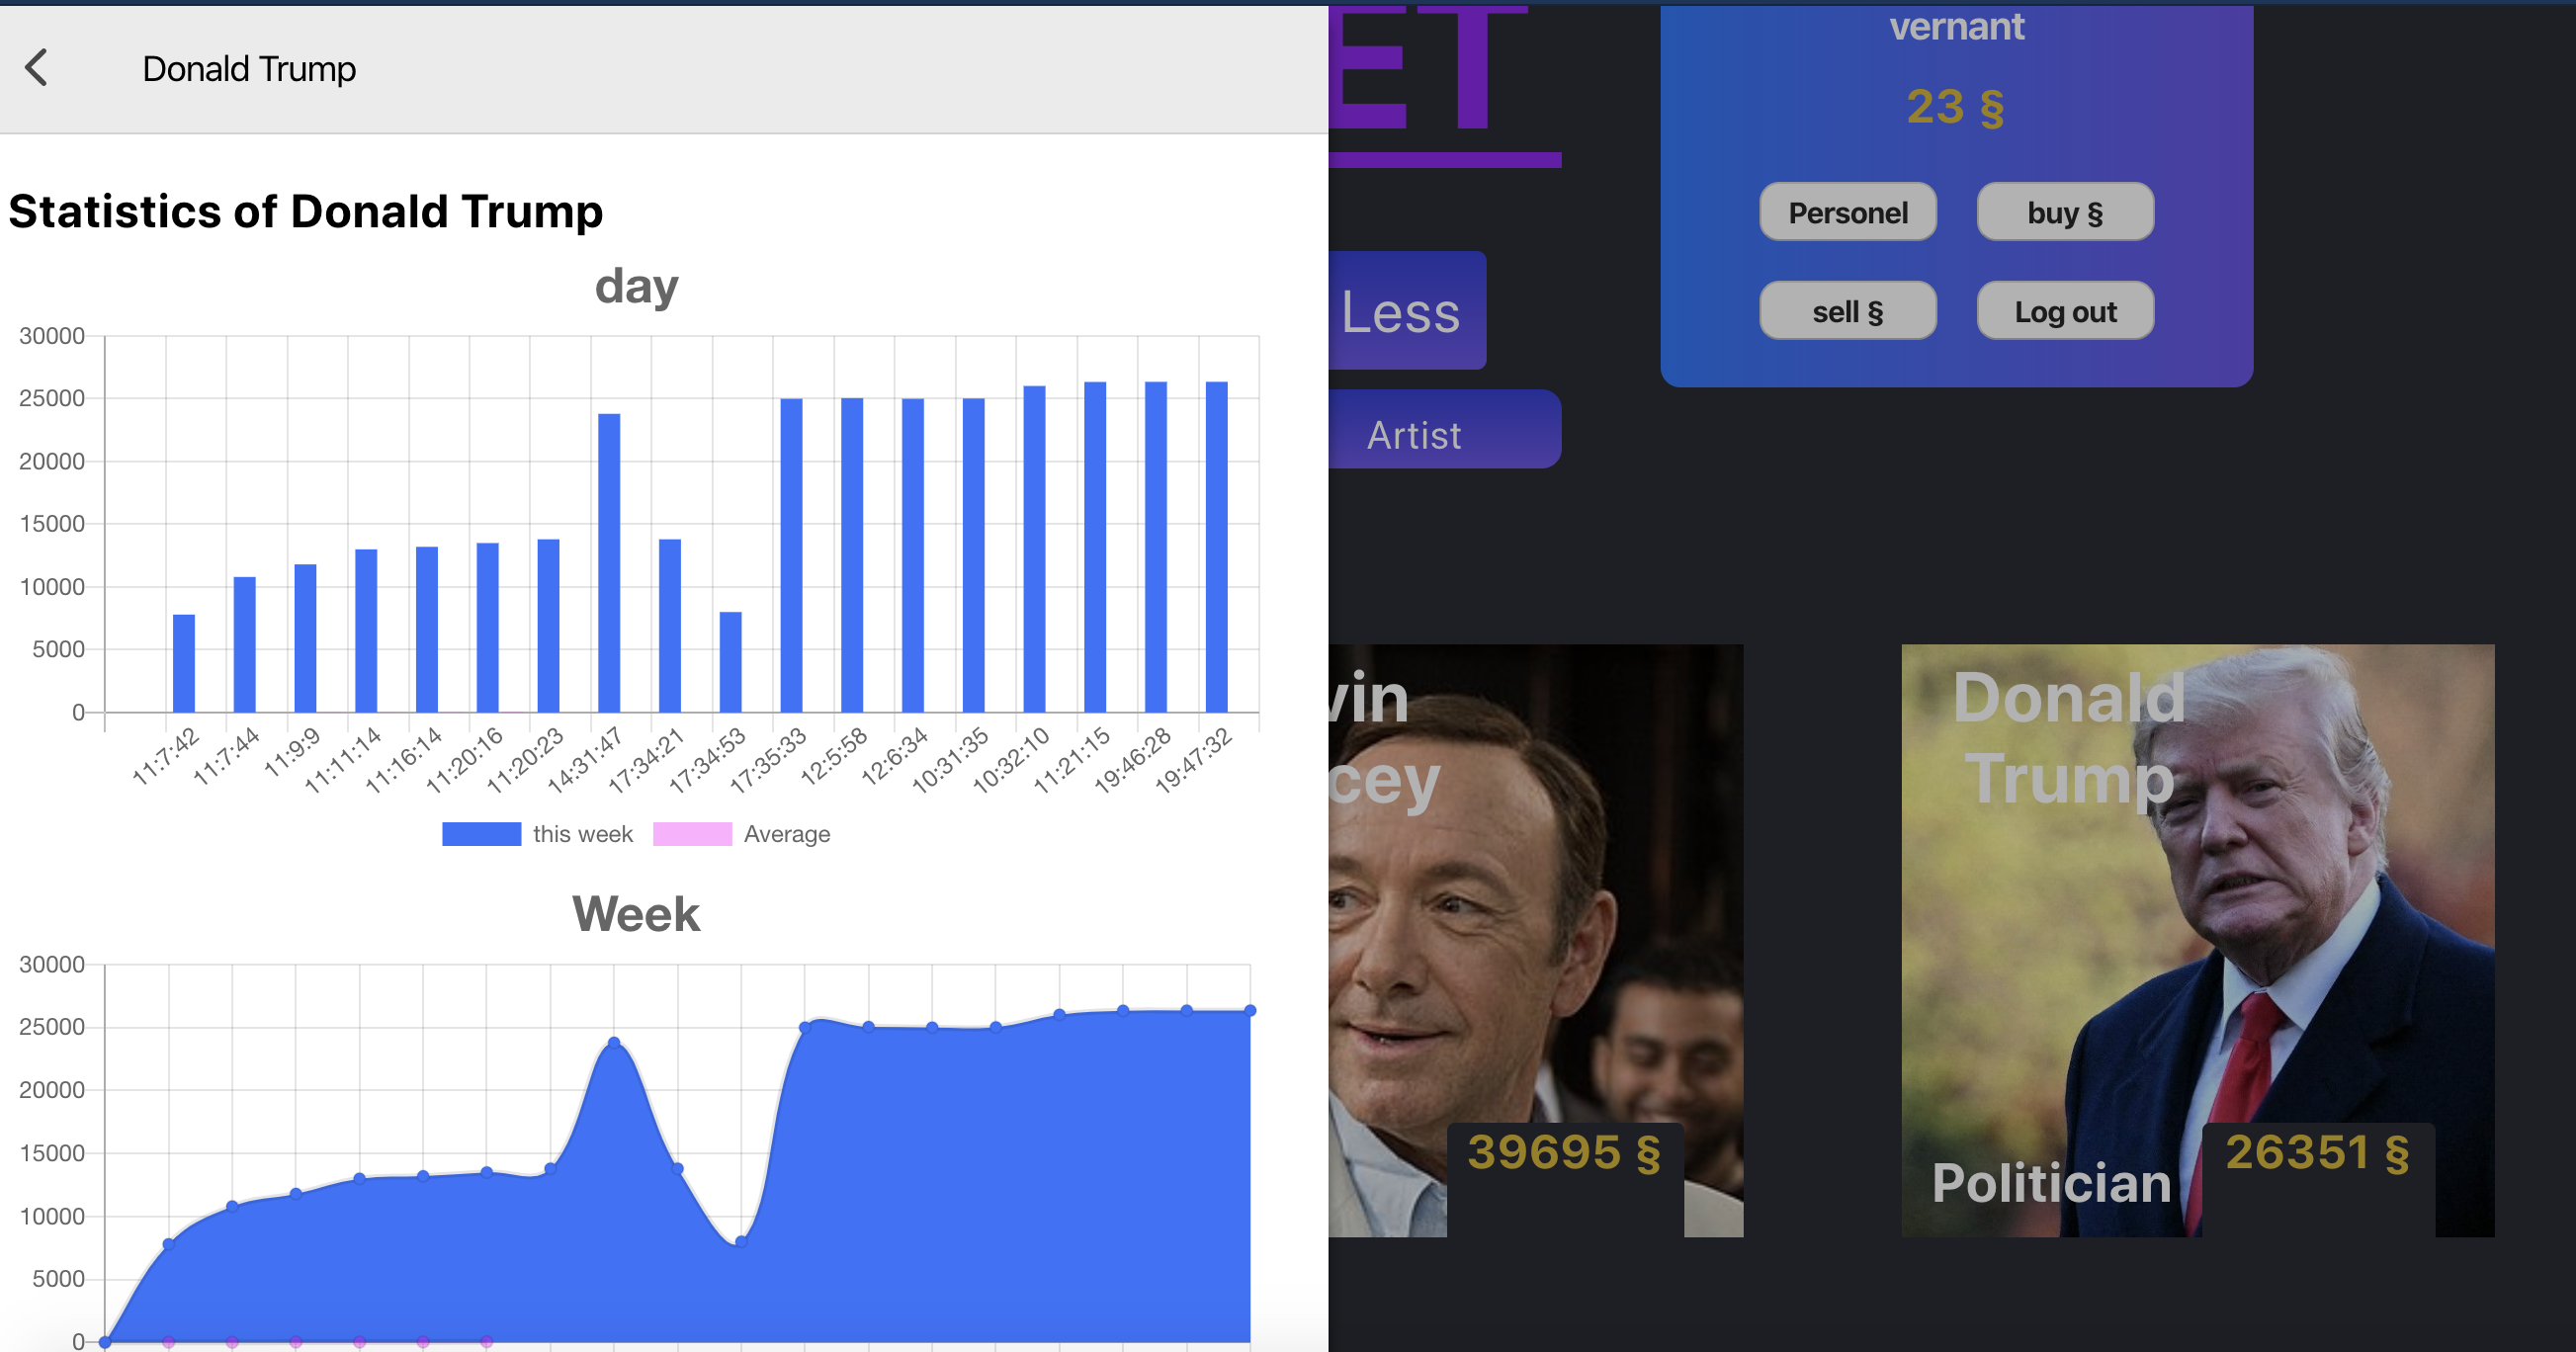 Donald Trump
Statistics of Donald Trump
day
30000
25000
20000
15000
10000
5000
0
11:7:42
11:7:44
11:9:9
11:11:14
11:16:14
11:20:16
11:20:23
14:31:47
17:34:21
17:34:53
17:35:33
12:5:58
12:6:34
10:31:35
10:32:10
11:21:15
19:46:28
19:47:32
this week
Average
Week
30000
25000
20000
15000
10000
5000
0
ET
Less
Artist
vernant
23 §
Personel
buy §
sell §
Log out
vin
cey
39695 §
Donald
Trump
Politician
26351 §